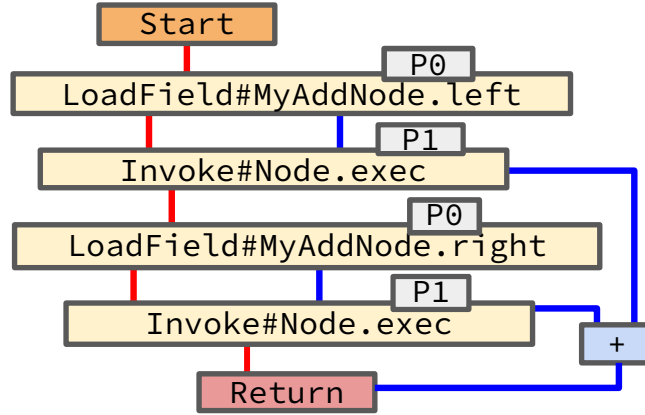 Start
P0
LoadField#MyAddNode.left
P1
Invoke#Node.exec
P0
LoadField#MyAddNode.right
P1
Invoke#Node.exec
+
Return